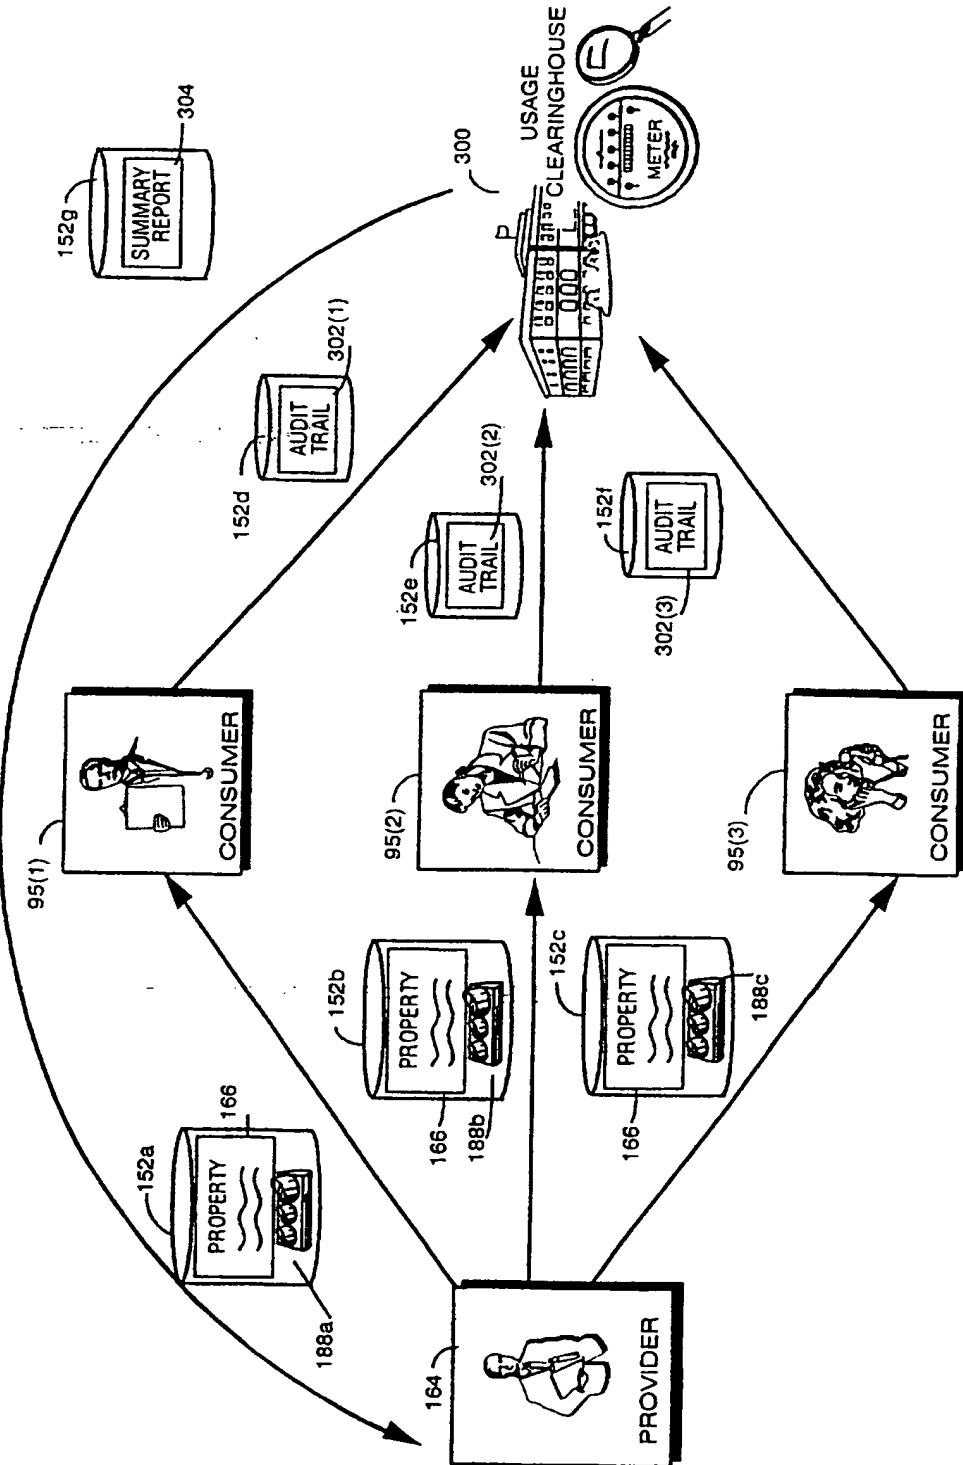 152g
SUMMARY
REPORT
304
300
USAGE
CLEARINGHOUSE
METER
152d
AUDIT
TRAIL
302(1)
152e
AUDIT
TRAIL
302(2)
152f
AUDIT
TRAIL
302(3)
95(1)
CONSUMER
95(2)
CONSUMER
95(3)
CONSUMER
152a
PROPERTY
166
188a
152b
PROPERTY
166
188b
152c
PROPERTY
166
188c
164
PROVIDER